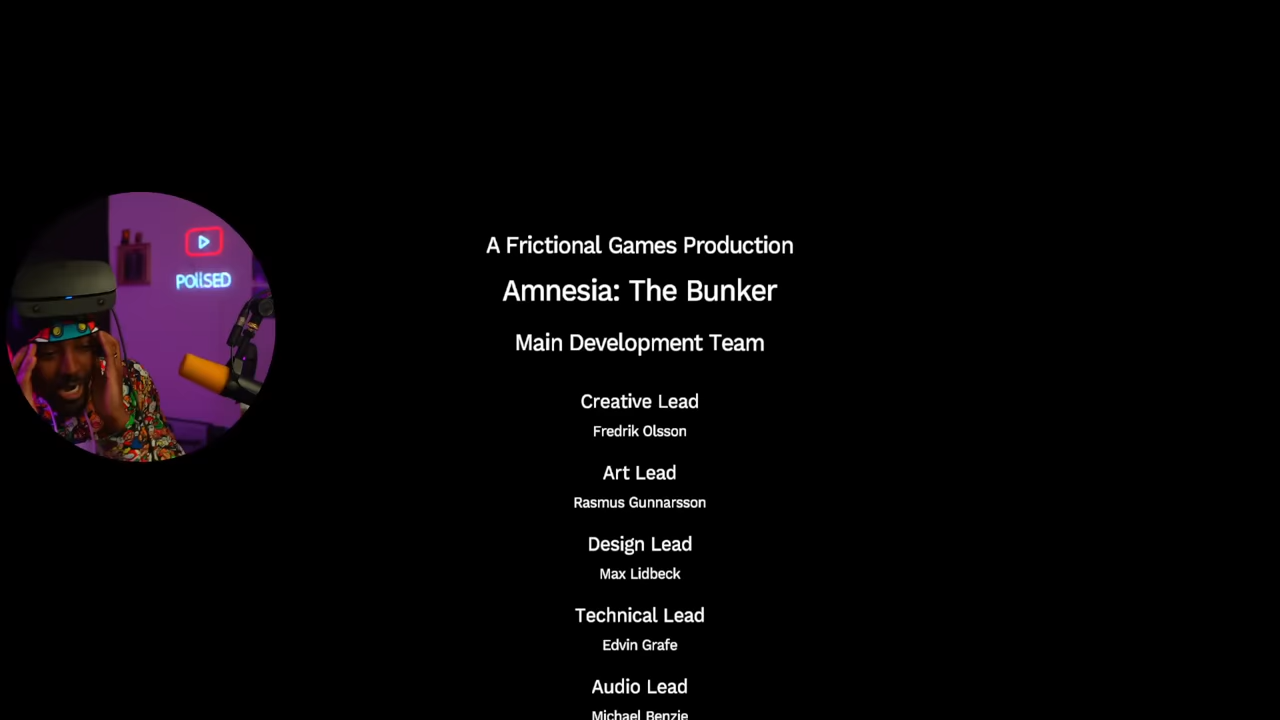 A Frictional Games Production
Amnesia: The Bunker
Main Development Team
POllSED
Creative Lead
Fredrik Olsson
Art Lead
Rasmus Gunnarsson
Design Lead
Max Lidbeck
Technical Lead
Edvin Grafe
Audio Lead
Michael Benzie